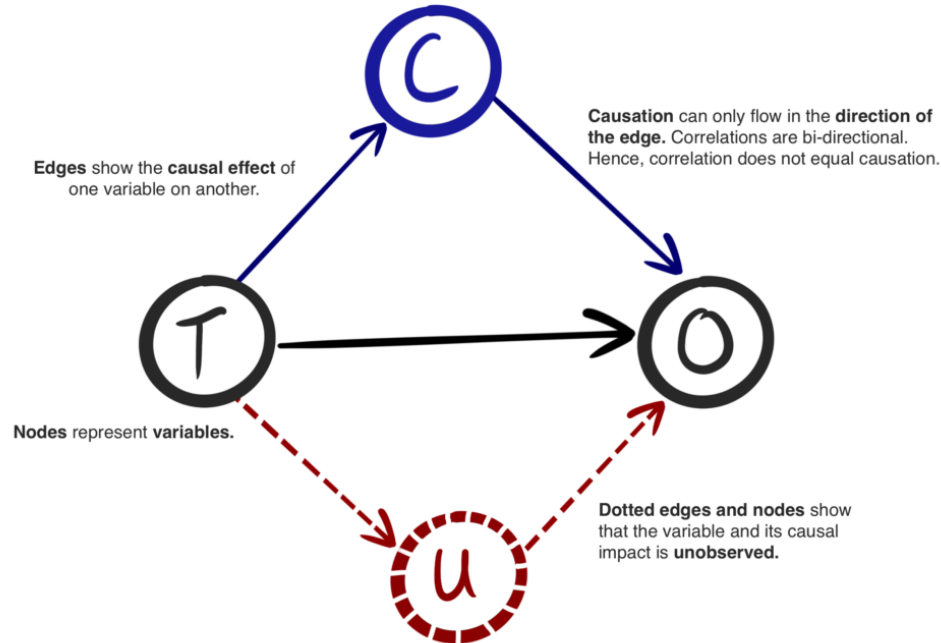 C
Causation can only flow in the direction of
the edge. Correlations are bi-directional.
Hence, correlation does not equal causation.
Edges show the causal effect of
one variable on another.
T
O
Nodes represent variables.
Dotted edges and nodes show
that the variable and its causal
impact is unobserved.
U